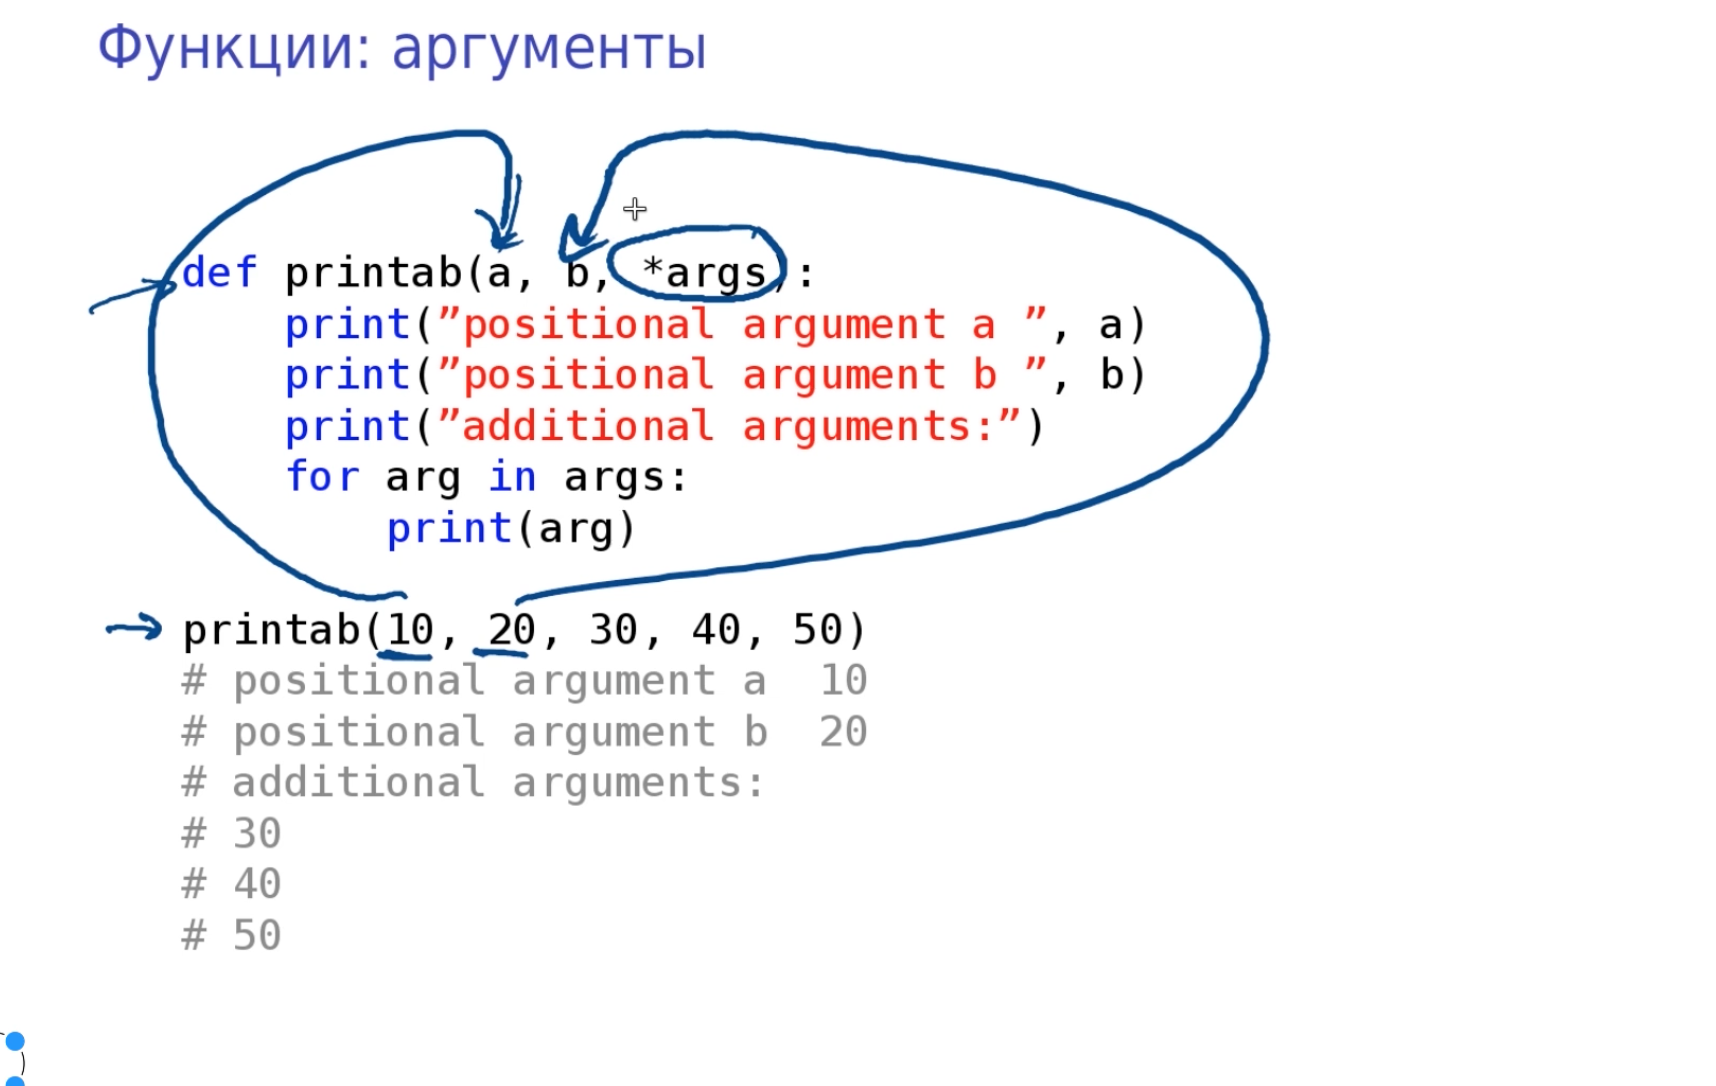 Функции: аргументы
def printab(a, b, *args):
    print(”positional argument a ”, a)
    print(”positional argument b ”, b)
    print(”additional arguments:”)
    for arg in args:
        print(arg)
printab(10, 20, 30, 40, 50)
# positional argument a  10
# positional argument b  20
# additional arguments:
# 30
# 40
# 50